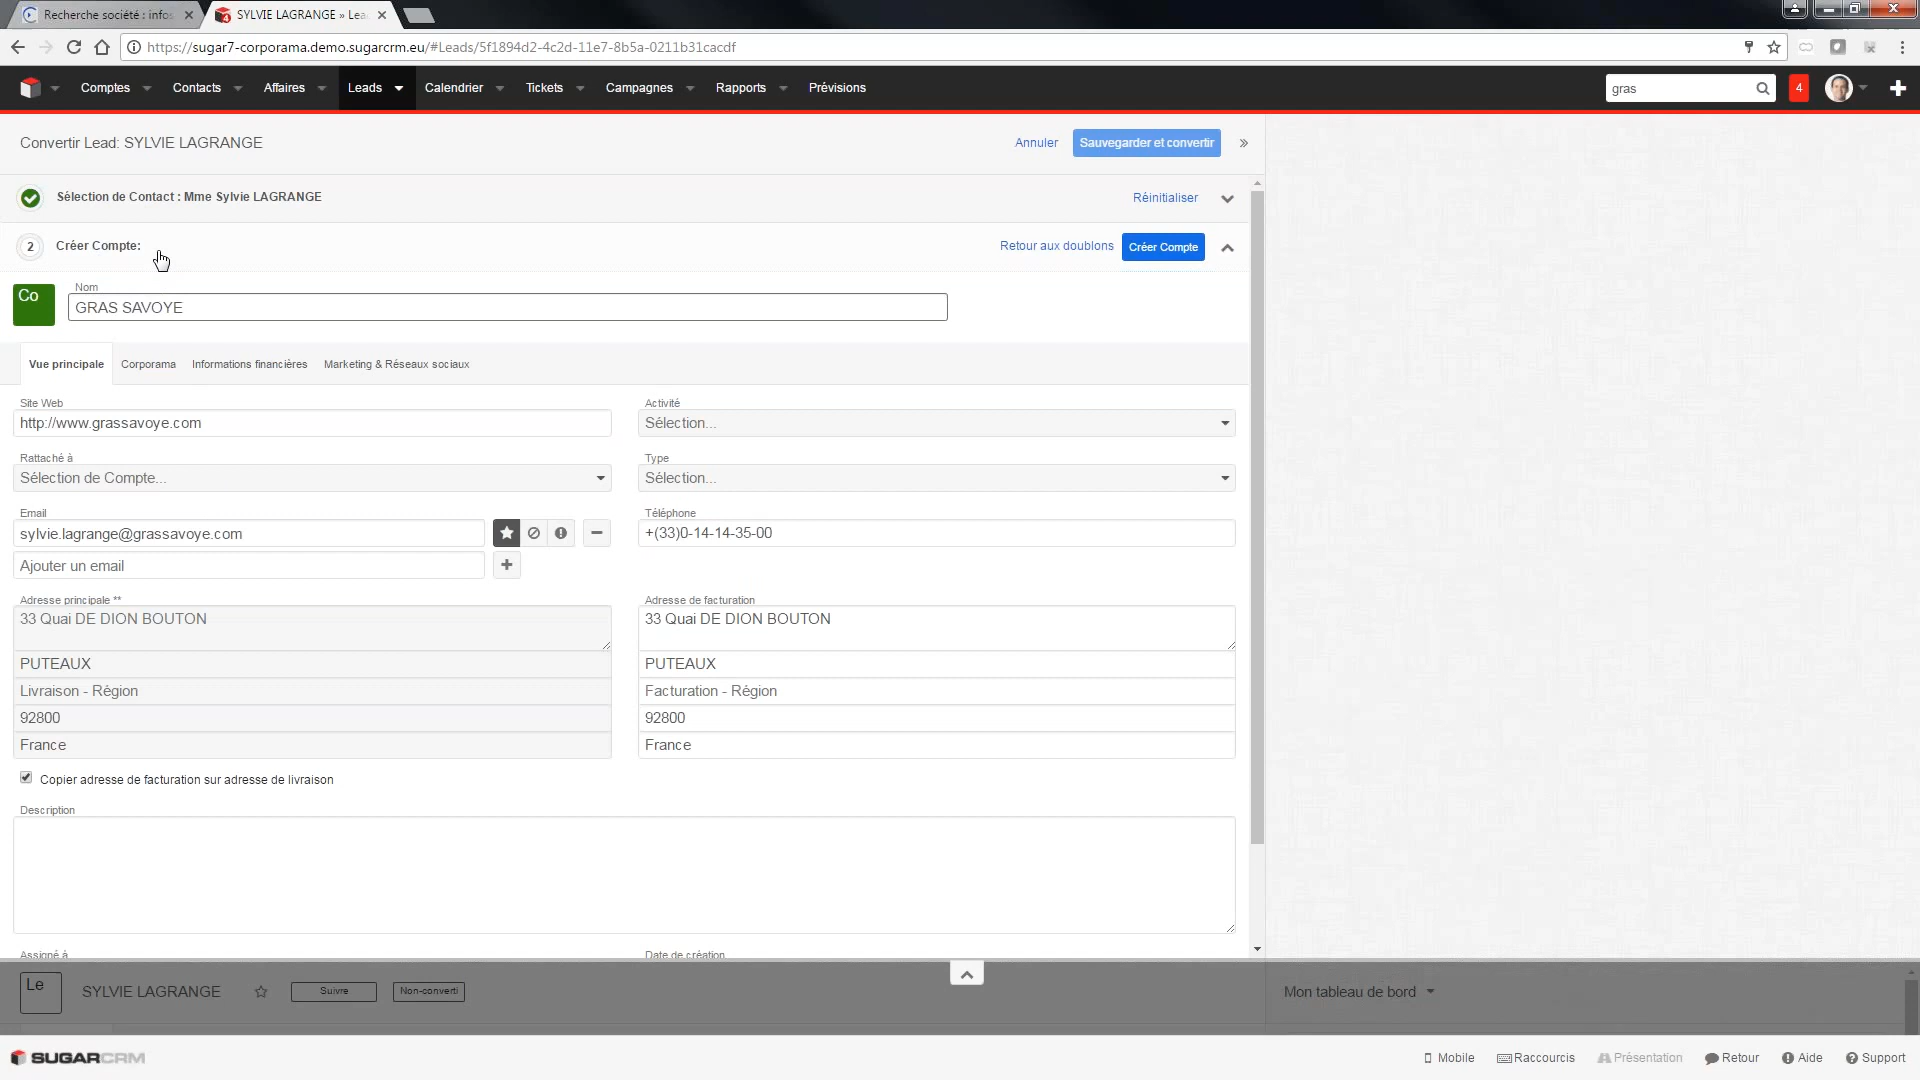 Recherche société : infos
SYLVIE LAGRANGE » Lea
https://sugar7-corporama.demo.sugarcrm.eu/#Leads/5f1894d2-4c2d-11e7-8b5a-0211b31cacdf
Comptes Contacts Affaires Leads Calendrier Tickets Campagnes Rapports Prévisions gras 4
Convertir Lead: SYLVIE LAGRANGE Annuler Sauvegarder et convertir »
Sélection de Contact : Mme Sylvie LAGRANGE Réinitialiser
2 Créer Compte: Retour aux doublons Créer Compte
Co
Nom
GRAS SAVOYE
Vue principale Corporama Informations financières Marketing & Réseaux sociaux
Site Web Activité
http://www.grassavoye.com Sélection...
Rattaché à Type
Sélection de Compte... Sélection...
Email Téléphone
sylvie.lagrange@grassavoye.com +(33)0-14-14-35-00
Ajouter un email
Adresse principale ** Adresse de facturation
33 Quai DE DION BOUTON 33 Quai DE DION BOUTON
PUTEAUX PUTEAUX
Livraison - Région Facturation - Région
92800 92800
France France
Copier adresse de facturation sur adresse de livraison
Description
Assigné à Date de création
Le SYLVIE LAGRANGE Suivre Non-converti Mon tableau de bord
SUGARCRM Mobile Raccourcis Présentation Retour Aide Support